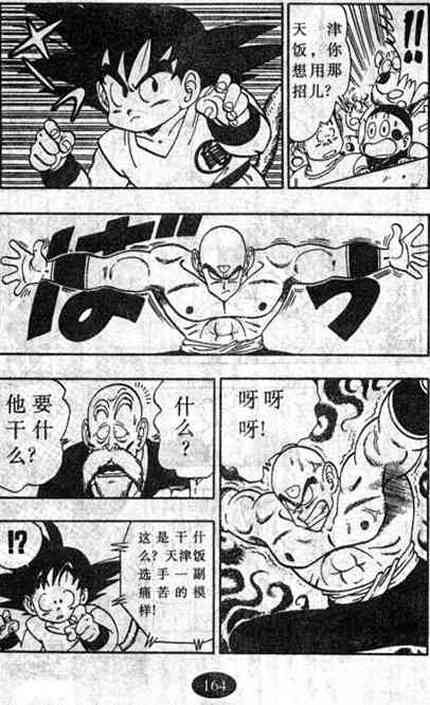 !!
天津
饭，你
想用那
招儿？
ばっ
什
么？
他要干什么？
呀呀
呀!
!?
这是干什
么？天津饭
选手一副
痛苦的模
样!
164